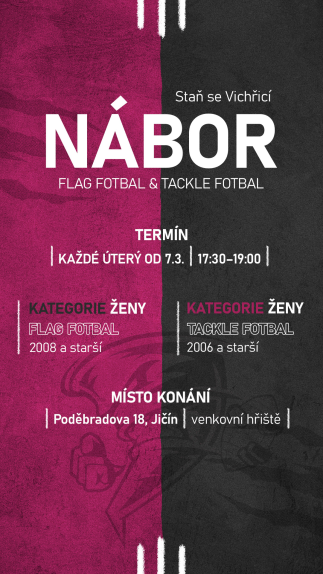 Staň se Vichřicí
NÁBOR
FLAG FOTBAL & TACKLE FOTBAL
TERMÍN
| KAŽDÉ ÚTERÝ OD 7.3. | 17:30–19:00 |
KATEGORIE ŽENY
FLAG FOTBAL
2008 a starší
KATEGORIE ŽENY
TACKLE FOTBAL
2006 a starší
MÍSTO KONÁNÍ
| Poděbradova 18, Jičín | venkovní hřiště |